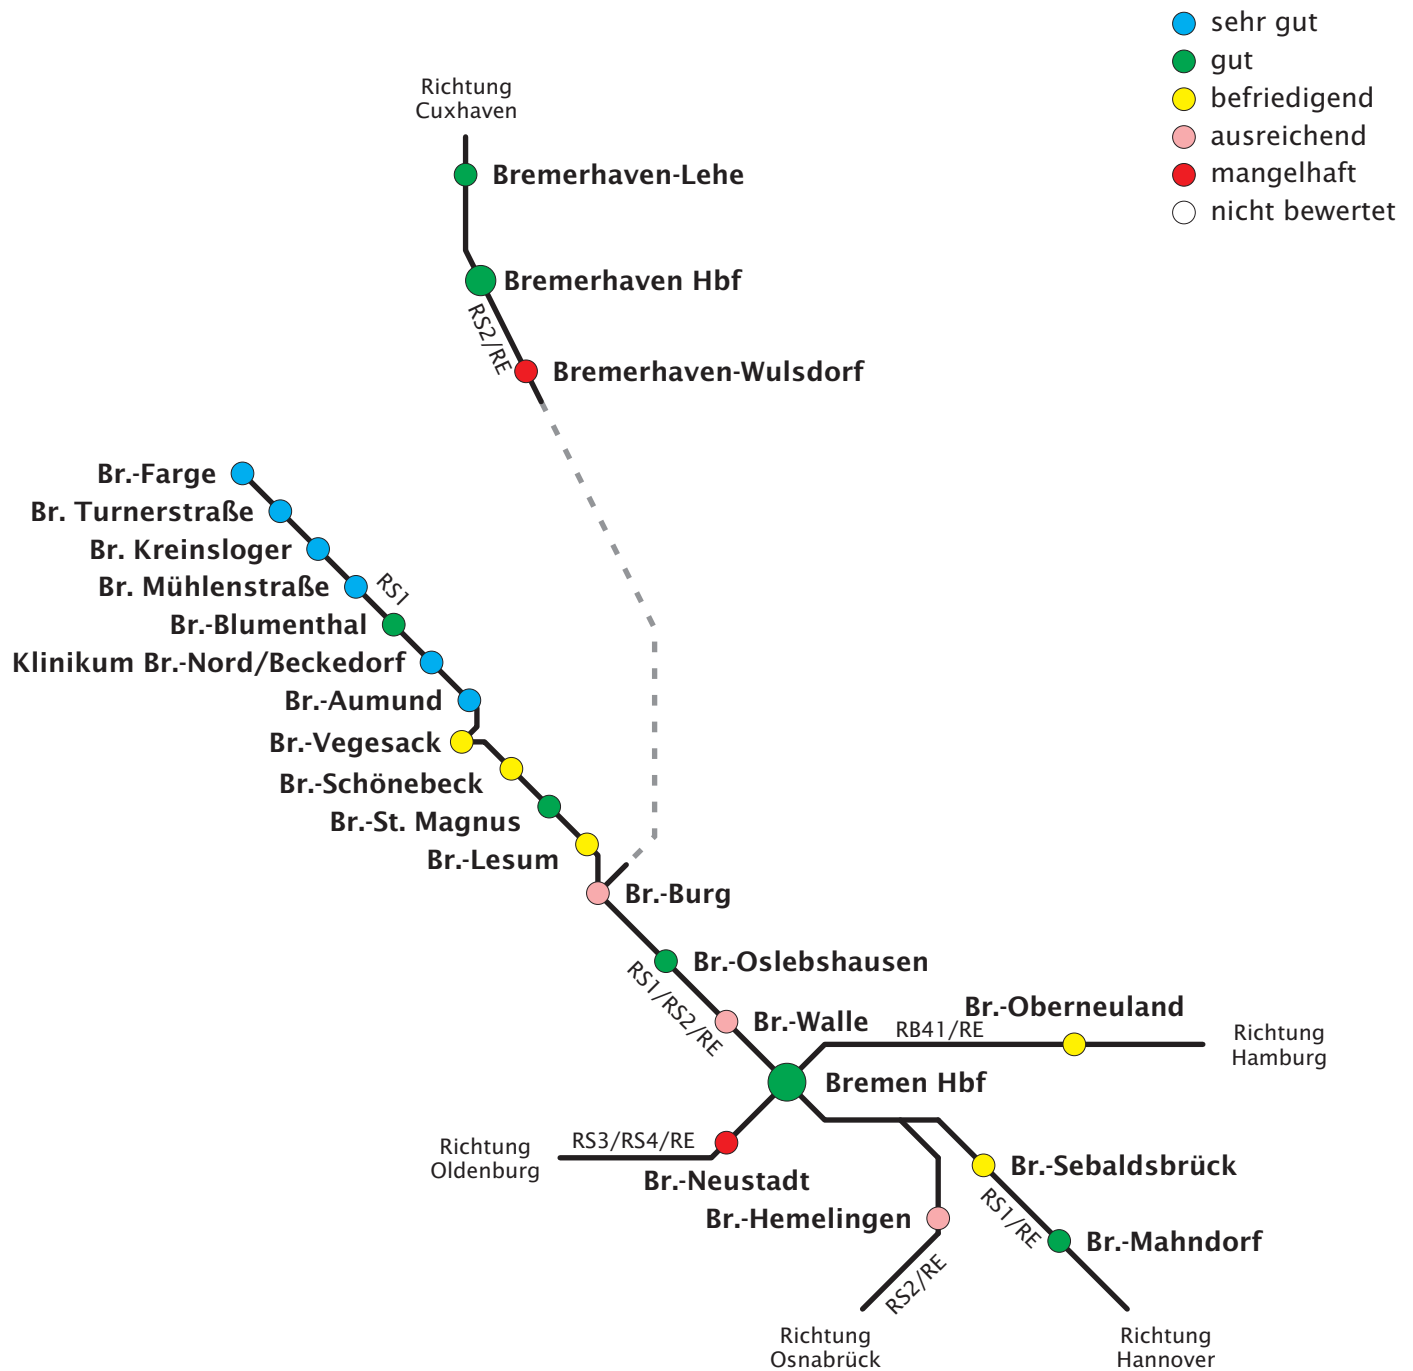 sehr gut
gut
befriedigend
ausreichend
mangelhaft
nicht bewertet
Richtung
Cuxhaven
Bremerhaven-Lehe
Bremerhaven Hbf
RS2/RE
Bremerhaven-Wulsdorf
Br.-Farge
Br. Turnerstraße
Br. Kreinsloger
Br. Mühlenstraße
RS1
Br.-Blumenthal
Klinikum Br.-Nord/Beckedorf
Br.-Aumund
Br.-Vegesack
Br.-Schönebeck
Br.-St. Magnus
Br.-Lesum
Br.-Burg
Br.-Oslebshausen
RS1/RS2/RE
Br.-Walle
Br.-Oberneuland
RB41/RE
Richtung
Hamburg
Bremen Hbf
Richtung
Oldenburg
RS3/RS4/RE
Br.-Neustadt
Br.-Sebaldsbrück
Br.-Hemelingen
RS1/RE
Br.-Mahndorf
RS2/RE
Richtung
Osnabrück
Richtung
Hannover